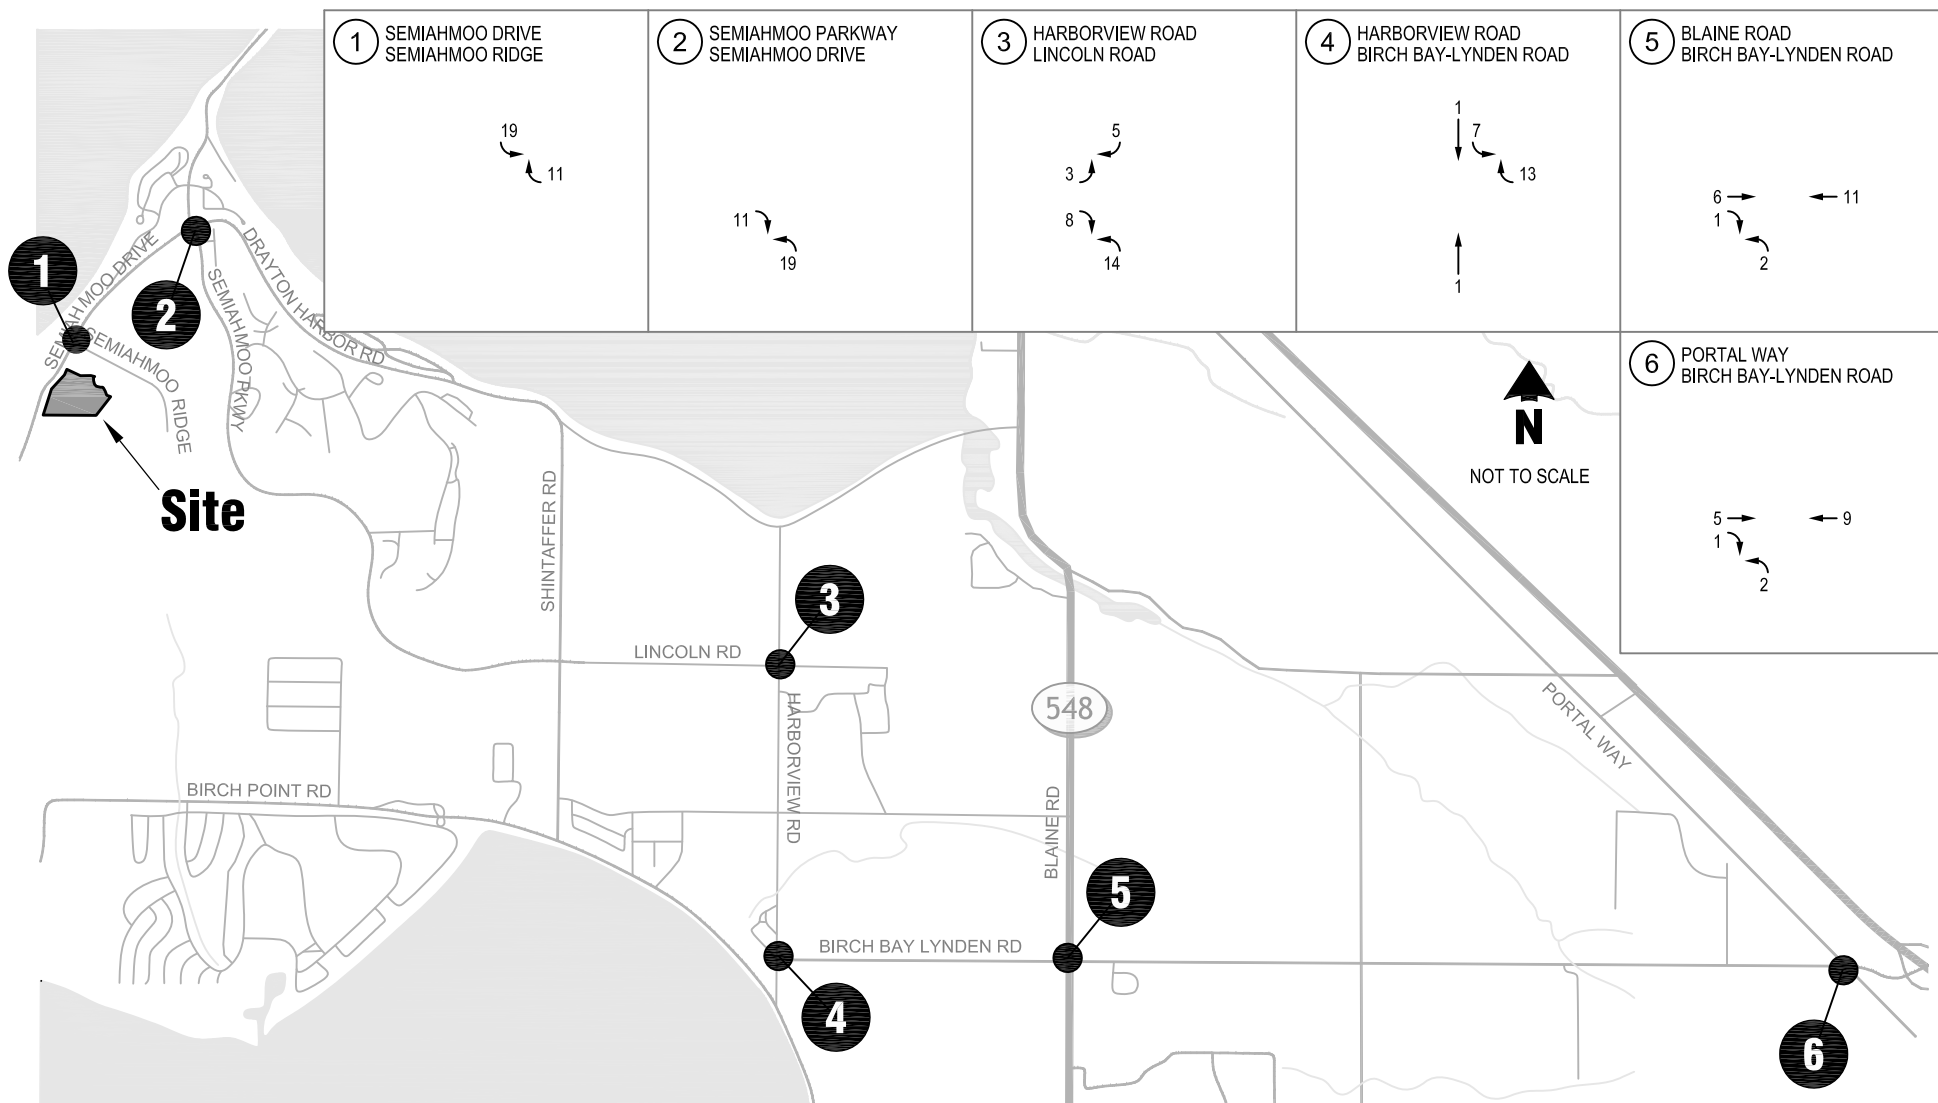 1 SEMIAHMOO DRIVE
SEMIAHMOO RIDGE
19
11
2 SEMIAHMOO PARKWAY
SEMIAHMOO DRIVE
11
19
3 HARBORVIEW ROAD
LINCOLN ROAD
5
3
8
14
4 HARBORVIEW ROAD
BIRCH BAY-LYNDEN ROAD
1
7
13
1
5 BLAINE ROAD
BIRCH BAY-LYNDEN ROAD
6
11
1
2
6 PORTAL WAY
BIRCH BAY-LYNDEN ROAD
5
9
1
2
N
NOT TO SCALE
1
2
SEMIAHMOO DRIVE
SEMIAHMOO RIDGE
SEMIAHMOO PKWY
DRAYTON HARBOR RD
Site
SHINTAFFER RD
3
LINCOLN RD
HARBORVIEW RD
548
PORTAL WAY
BIRCH POINT RD
BLAINE RD
5
BIRCH BAY LYNDEN RD
4
6